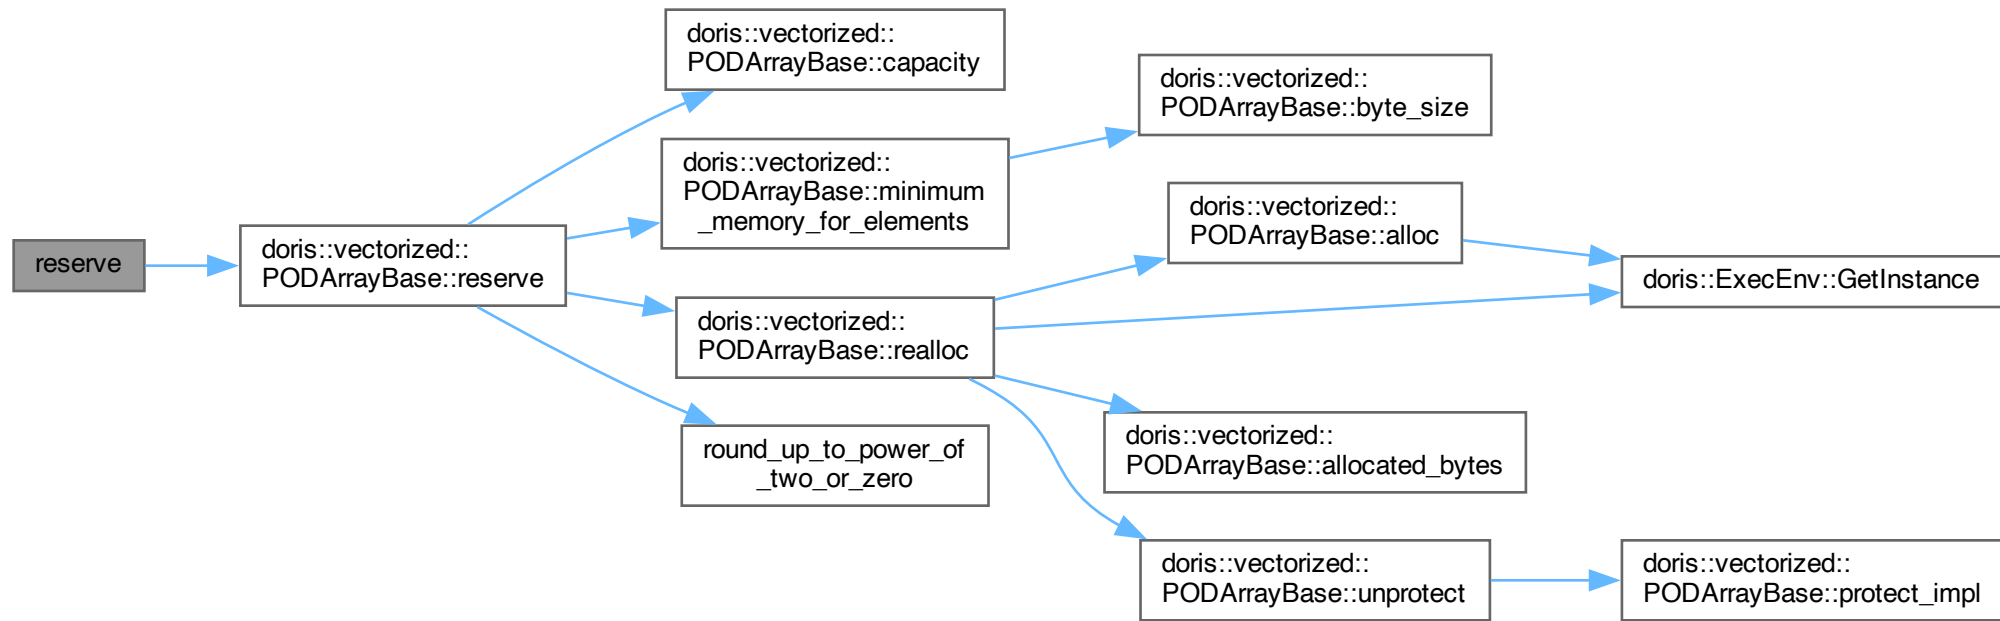 reserve
doris::vectorized::
PODArrayBase::reserve
doris::vectorized::
PODArrayBase::capacity
doris::vectorized::
PODArrayBase::minimum
_memory_for_elements
doris::vectorized::
PODArrayBase::realloc
round_up_to_power_of
_two_or_zero
doris::vectorized::
PODArrayBase::byte_size
doris::vectorized::
PODArrayBase::alloc
doris::vectorized::
PODArrayBase::allocated_bytes
doris::vectorized::
PODArrayBase::unprotect
doris::ExecEnv::GetInstance
doris::vectorized::
PODArrayBase::protect_impl